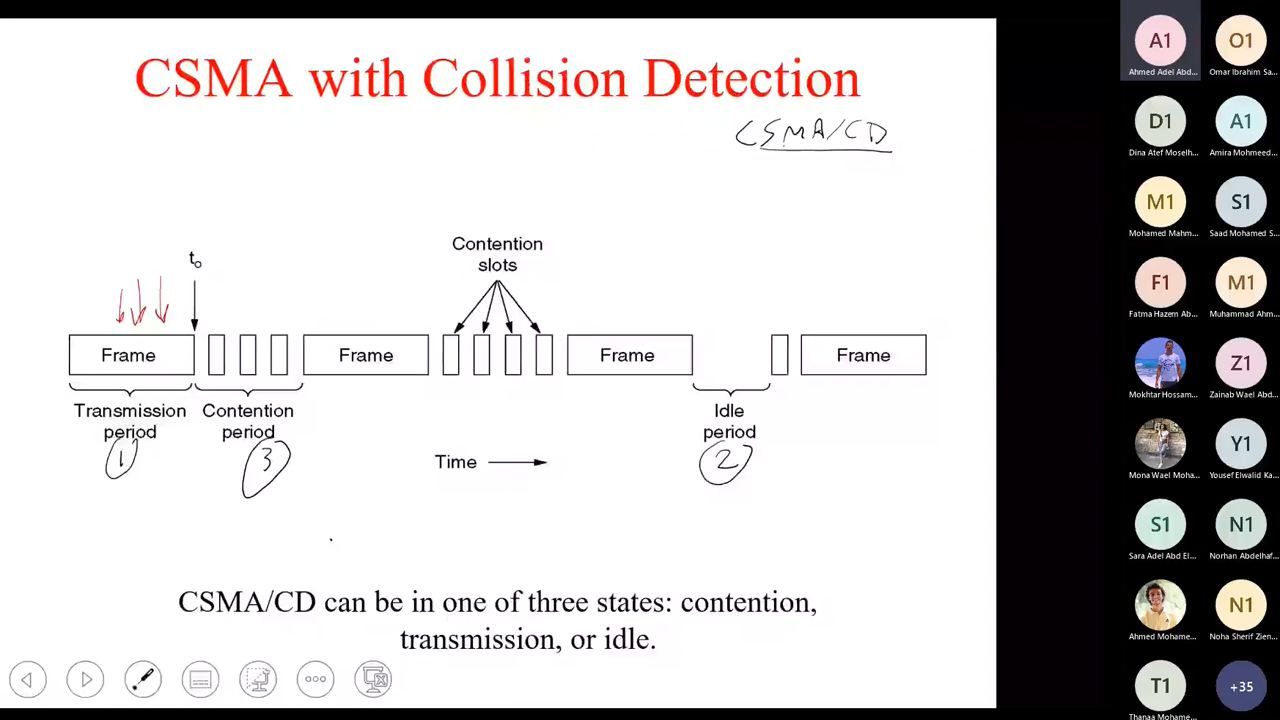 CSMA with Collision Detection
CSMA/CD
Contention
slots
to
Frame
Frame
Frame
Frame
Transmission
period
Contention
period
Idle
period
1
3
2
Time
CSMA/CD can be in one of three states: contention,
transmission, or idle.
A1
Ahmed Adel Abd...
O1
Omar Ibrahim Sa...
D1
Dina Atef Moselh...
A1
Amira Mohmeed...
M1
Mohamed Mahm...
S1
Saad Mohamed S...
F1
Fatma Hazem Ab...
M1
Muhammad Ahm...
Mokhtar Hossam...
Z1
Zainab Wael Abd...
Mona Wael Moha...
Y1
Yousef Elwalid Ka...
S1
Sara Adel Abd El...
N1
Norhan Abdelhaf...
Ahmed Mohame...
N1
Noha Sherif Zien...
T1
Thanaa Mohame...
+35